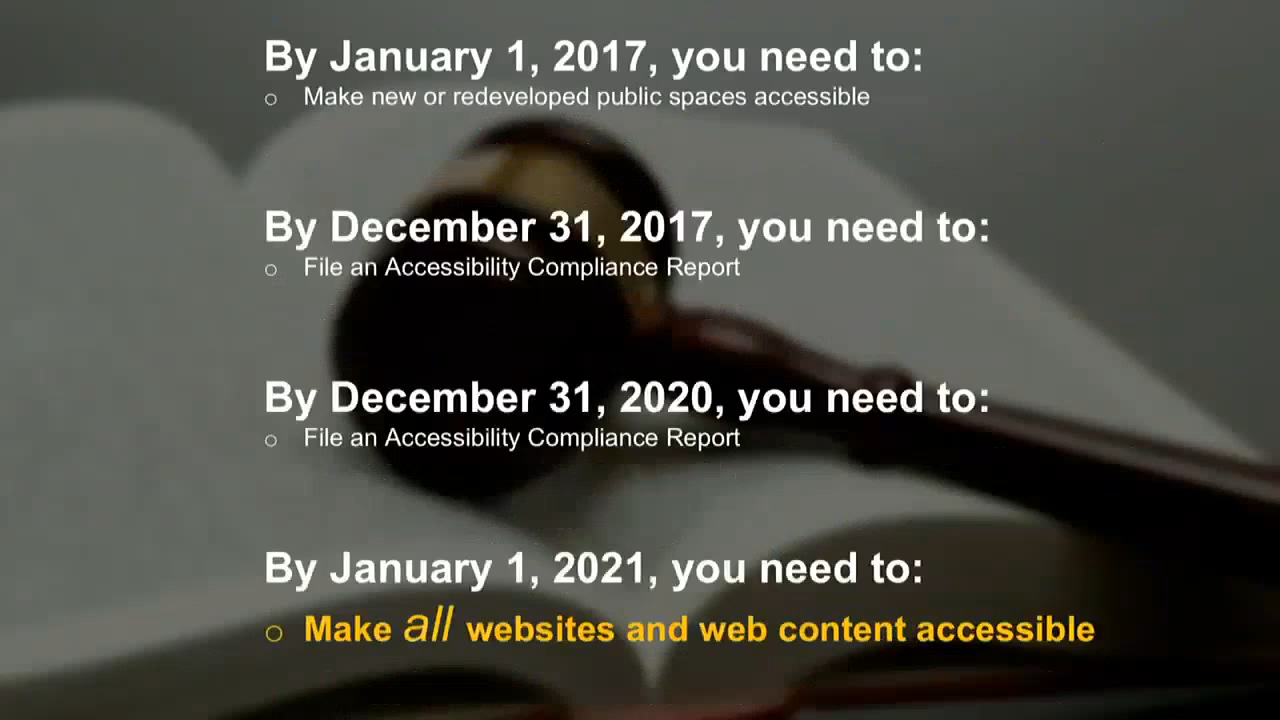 By January 1, 2017, you need to:
o Make new or redeveloped public spaces accessible
By December 31, 2017, you need to:
o File an Accessibility Compliance Report
By December 31, 2020, you need to:
o File an Accessibility Compliance Report
By January 1, 2021, you need to:
o Make all websites and web content accessible